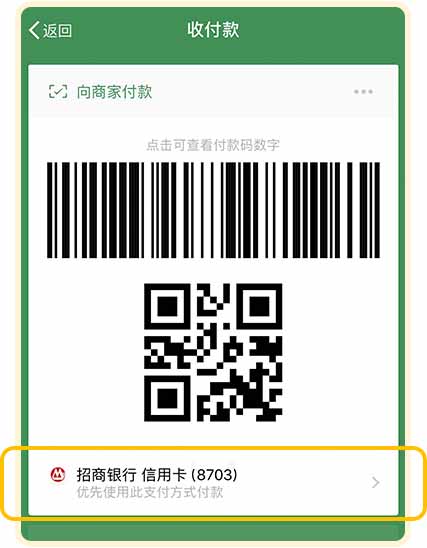 返回
收付款
向商家付款
点击可查看付款码数字
招商银行 信用卡 (8703)
优先使用此支付方式付款